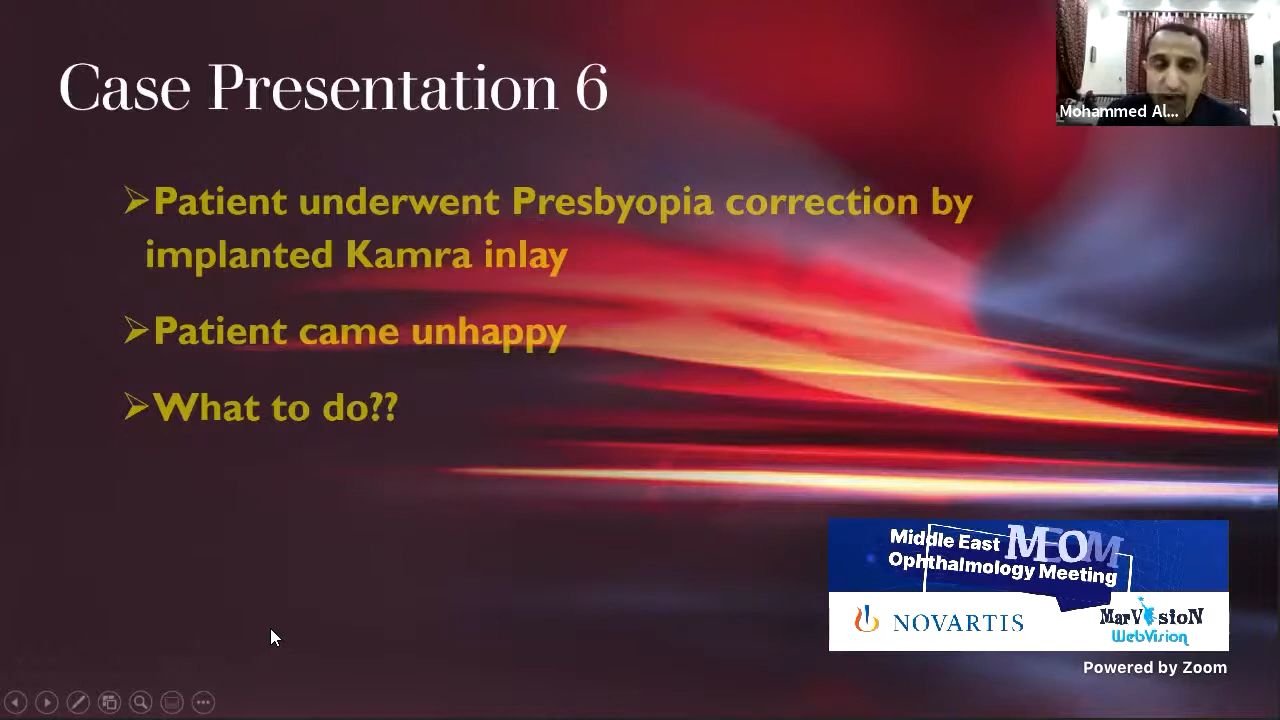 Case Presentation 6
Mohammed Al...
➢Patient underwent Presbyopia correction by
implanted Kamra inlay
➢Patient came unhappy
➢What to do??
Middle East MEOM
Ophthalmology Meeting
NOVARTIS
MarVisioN
WebVision
Powered by Zoom